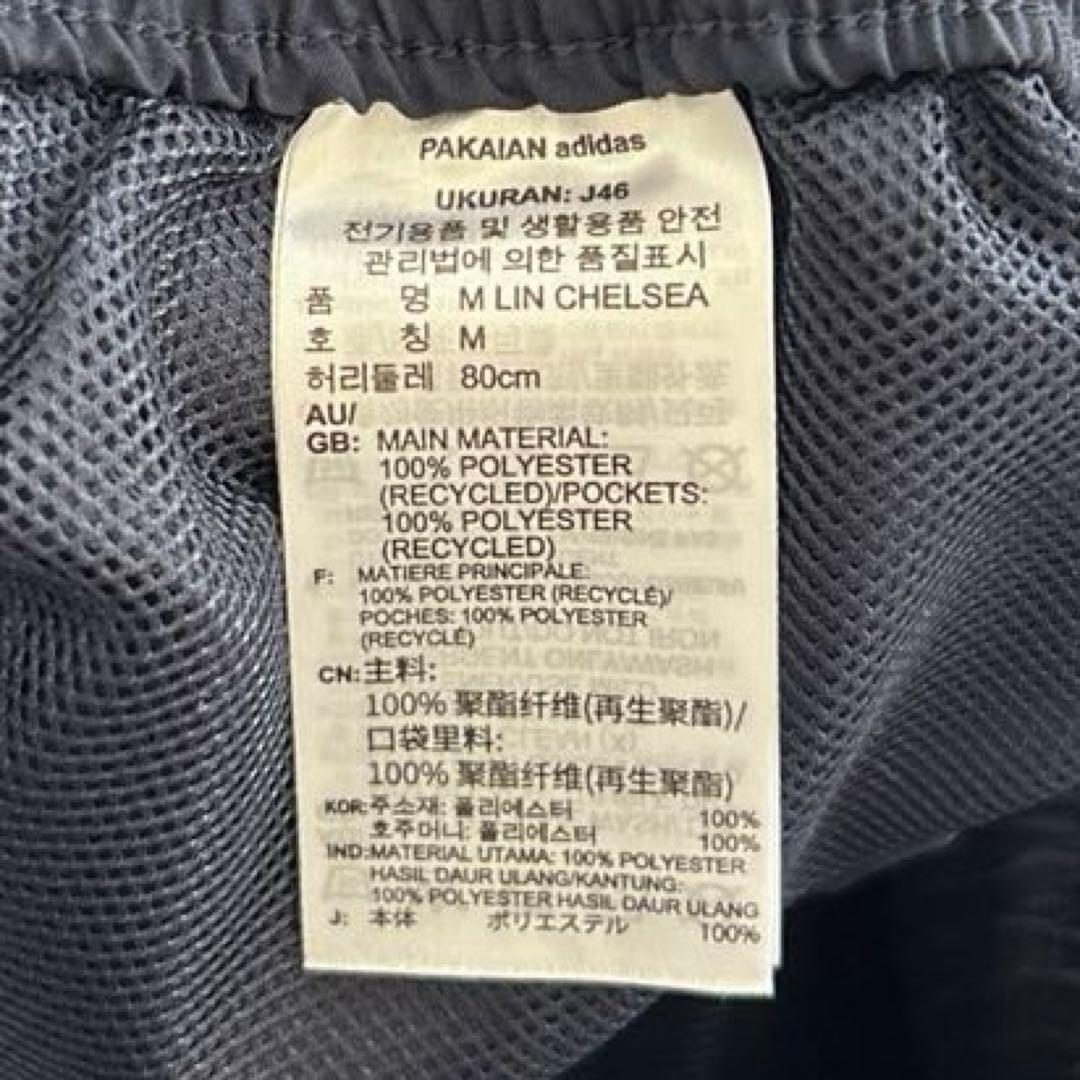 PAKAIAN adidas
UKURAN: J46
전기용품 및 생활용품 안전
관리법에 의한 품질표시
품 명 M LIN CHELSEA
호 칭 M
허리둘레 80cm
AU/
GB: MAIN MATERIAL:
100% POLYESTER
(RECYCLED)/POCKETS:
100% POLYESTER
(RECYCLED)
F: MATIERE PRINCIPALE:
100% POLYESTER (RECYCLÉ)/
POCHES: 100% POLYESTER
(RECYCLÉ)
CN: 主料:
100% 聚酯纤维(再生聚酯)/
口袋里料:
100% 聚酯纤维(再生聚酯)
KOR: 주소재: 폴리에스터 100%
호주머니: 폴리에스터 100%
IND: MATERIAL UTAMA: 100% POLYESTER
HASIL DAUR ULANG/KANTUNG:
100% POLYESTER HASIL DAUR ULANG
J: 本体 ポリエステル 100%